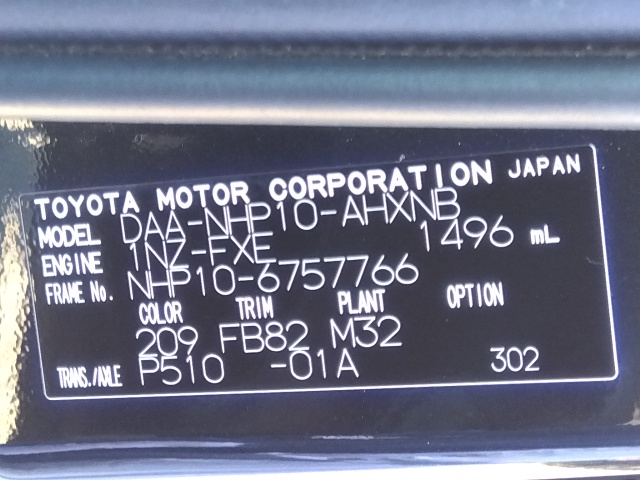 TOYOTA MOTOR CORPORATION JAPAN
MODEL DAA-NHP10-AHXNB
ENGINE 1NZ-FXE 1496 mL
FRAME No. NHP10-6757766
COLOR TRIM PLANT OPTION
209 FB82 M32
TRANS./AXLE P510 -01A 302